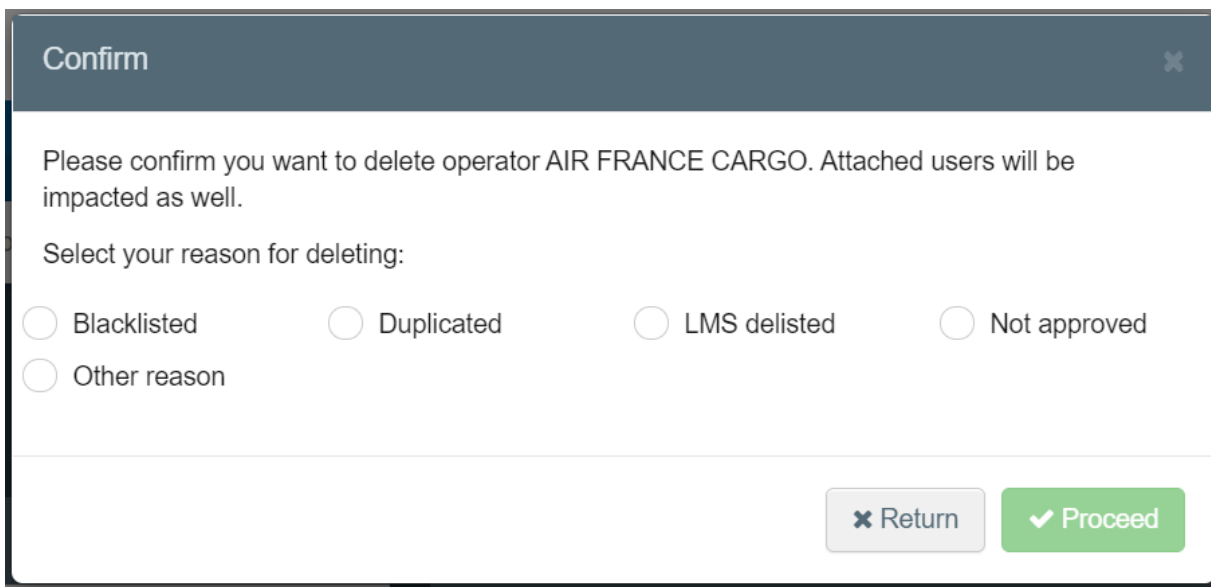 Confirm
Please confirm you want to delete operator AIR FRANCE CARGO. Attached users will be
impacted as well.
Select your reason for deleting:
Blacklisted Duplicated LMS delisted Not approved
Other reason
Return Proceed